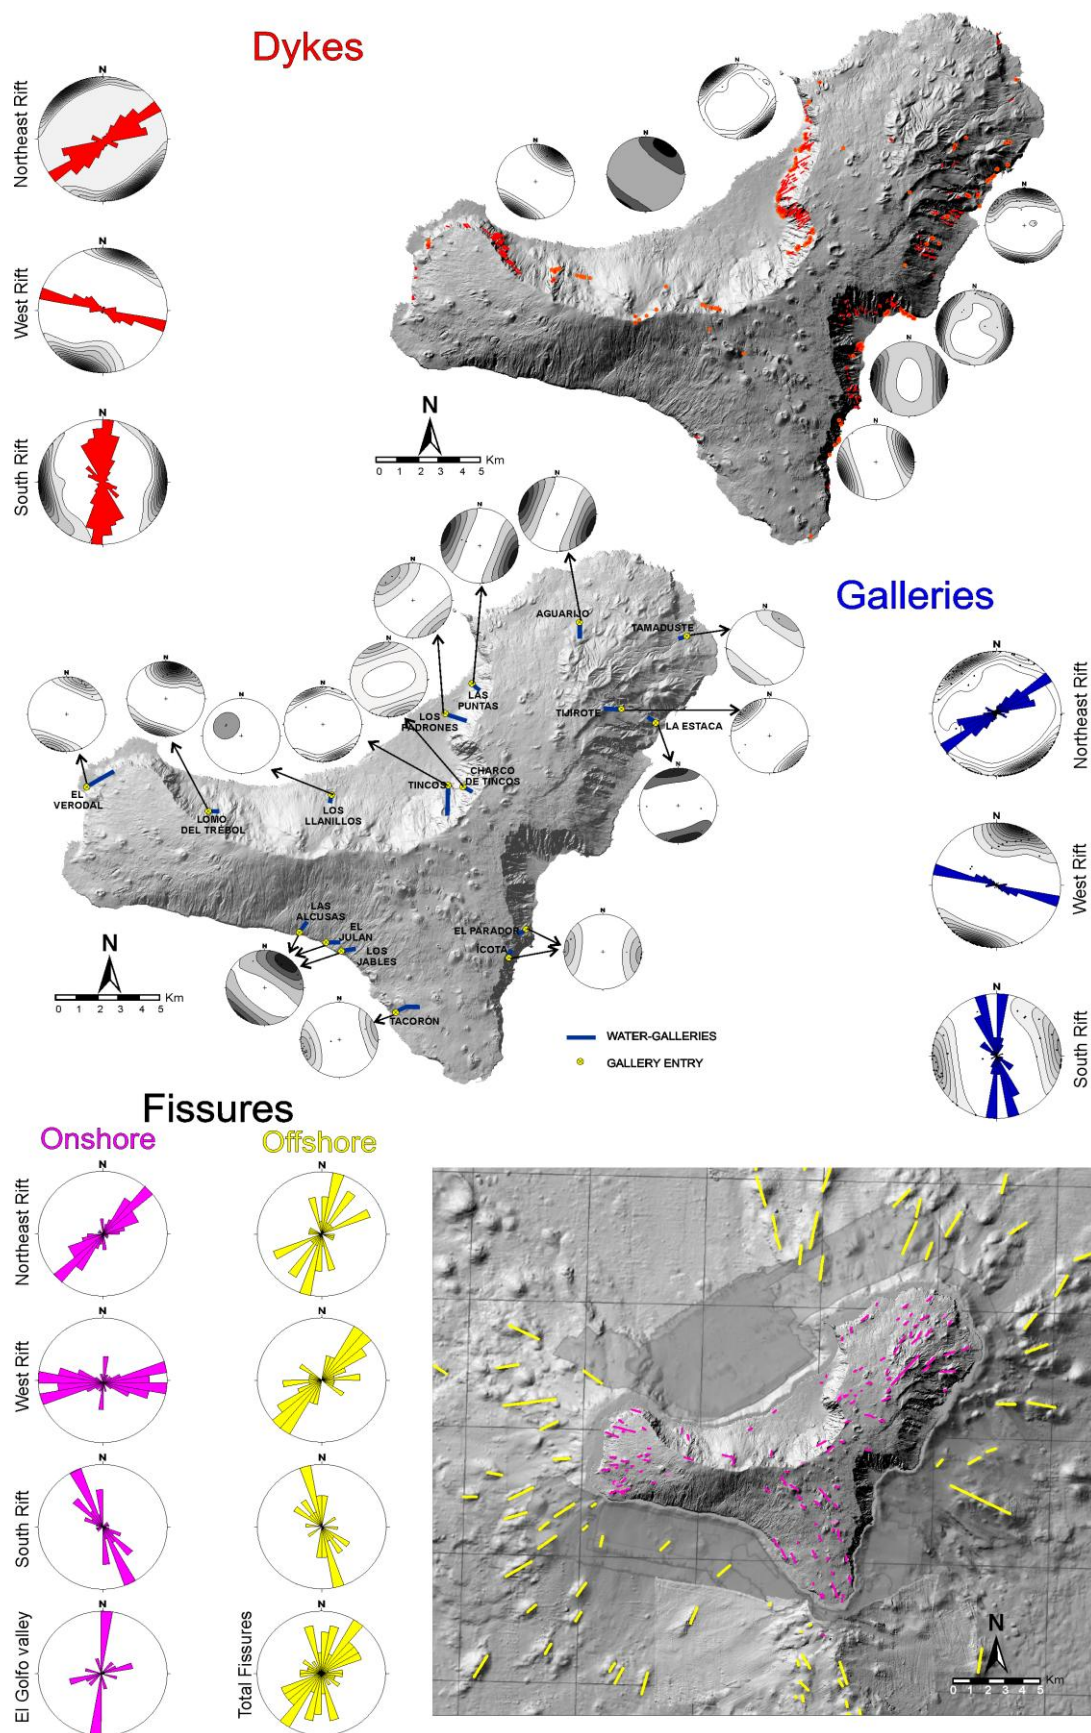 Dykes
Northeast Rift
N
West Rift
N
South Rift
N
N
N
N
N
N
N
N
N
0 1 2 3 4 5 Km
Galleries
N
N
N
N
N
N
N
N
N
N
N
N
N
N
AGUARIJO
TAMADUSTE
LAS
PUNTAS
LOS
PADRONES
TIJIROTE
LA ESTACA
EL
VERODAL
LOMO
DEL TRÉBOL
LOS
LLANILLOS
TINCOS
CHARCO
DE TINCOS
LAS
ALCUSAS
EL
JULAN
LOS
JABLES
EL PARADOR
ÍCOTA
TACORÓN
N
0 1 2 3 4 5 Km
WATER-GALLERIES
GALLERY ENTRY
N
Northeast Rift
N
West Rift
N
South Rift
Fissures
Onshore
Offshore
Northeast Rift
N
N
West Rift
N
N
South Rift
N
N
El Golfo valley
N
Total Fissures
N
N
0 1 2 3 4 5 Km